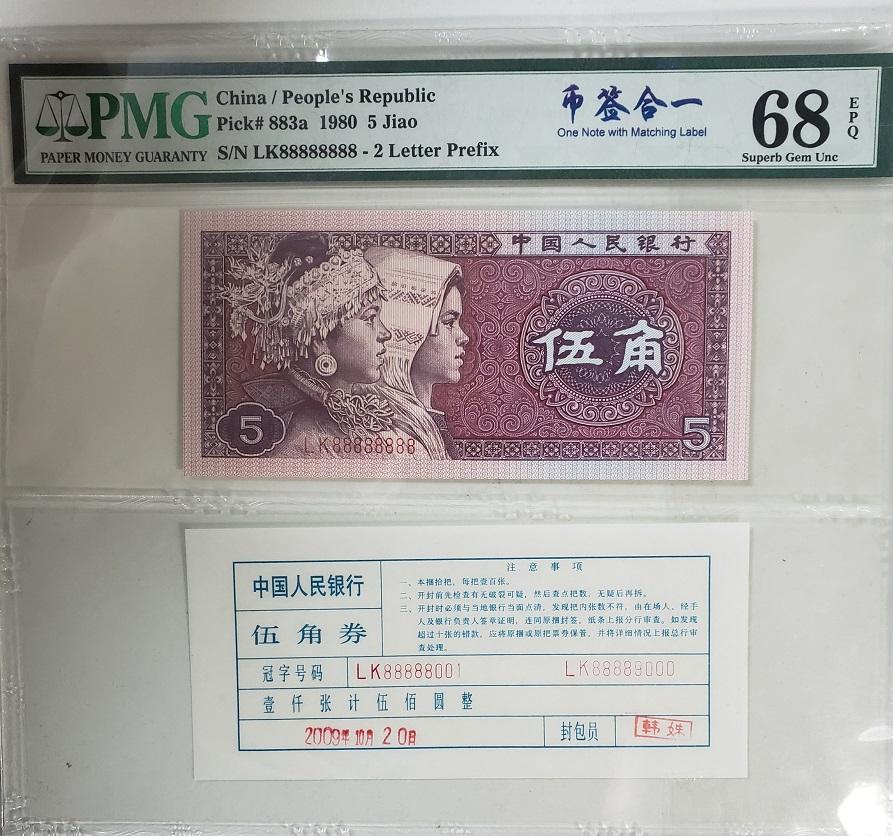 PMG
PAPER MONEY GUARANTY
China / People's Republic
Pick# 883a 1980 5 Jiao
S/N LK88888888 - 2 Letter Prefix
币签合一
One Note with Matching Label
68
EPQ
Superb Gem Unc
中国人民银行
伍角
5
LK88888888
5
中国人民银行
伍角券
注意事项
一、本捆拾把，每把壹百张。
二、开封前先检查有无破裂可疑，然后查点把数，无疑后再拆。
三、开封时必须与当地银行当面点清，发现把内张数不符，由在场人、经手
人及银行负责人签章证明，连同原捆封签，纸条上报分行审查。如发现
超过十张的错款，应将原捆或原把票券保管，并将详细情况上报总行审
查处理。
冠字号码
LK88888001
LK88889000
壹仟张计伍佰圆整
2009年10月20日
封包员
韩姝